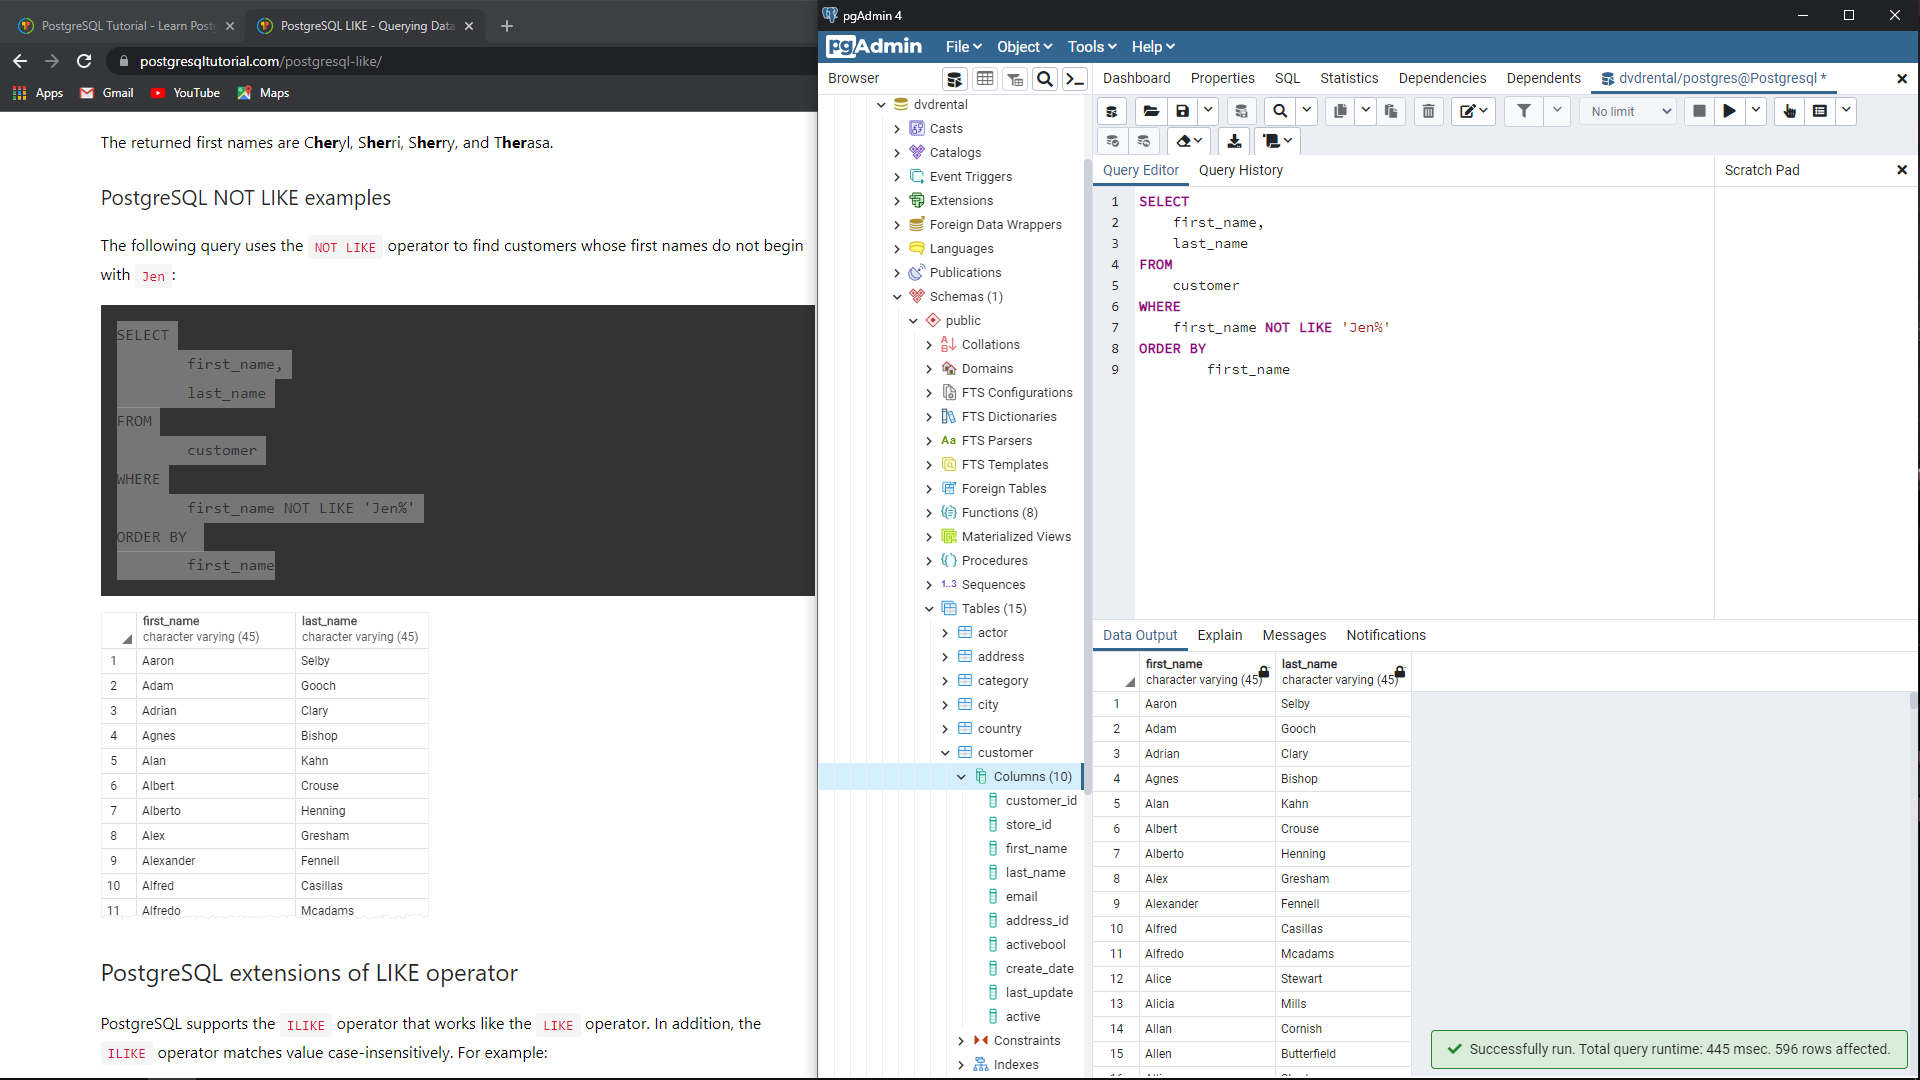 PostgreSQL Tutorial - Learn Post
PostgreSQL LIKE - Querying Data
postgresqltutorial.com/postgresql-like/
Apps
Gmail
YouTube
Maps
The returned first names are Cheryl, Sherri, Sherry, and Therasa.
PostgreSQL NOT LIKE examples
The following query uses the NOT LIKE operator to find customers whose first names do not begin
with Jen :
SELECT
first_name,
last_name
FROM
customer
WHERE
first_name NOT LIKE 'Jen%'
ORDER BY
first_name
first_name
character varying (45)
last_name
character varying (45)
1 Aaron Selby
2 Adam Gooch
3 Adrian Clary
4 Agnes Bishop
5 Alan Kahn
6 Albert Crouse
7 Alberto Henning
8 Alex Gresham
9 Alexander Fennell
10 Alfred Casillas
11 Alfredo Mcadams
PostgreSQL extensions of LIKE operator
PostgreSQL supports the ILIKE operator that works like the LIKE operator. In addition, the
ILIKE operator matches value case-insensitively. For example:
pgAdmin 4
pgAdmin File Object Tools Help
Browser
dvdrental
Casts
Catalogs
Event Triggers
Extensions
Foreign Data Wrappers
Languages
Publications
Schemas (1)
public
Collations
Domains
FTS Configurations
FTS Dictionaries
Aa FTS Parsers
FTS Templates
Foreign Tables
Functions (8)
Materialized Views
Procedures
1..3 Sequences
Tables (15)
actor
address
category
city
country
customer
Columns (10)
customer_id
store_id
first_name
last_name
email
address_id
activebool
create_date
last_update
active
Constraints
Indexes
Dashboard Properties SQL Statistics Dependencies Dependents dvdrental/postgres@Postgresql *
No limit
Query Editor Query History
Scratch Pad
1 SELECT
2 first_name,
3 last_name
4 FROM
5 customer
6 WHERE
7 first_name NOT LIKE 'Jen%'
8 ORDER BY
9 first_name
Data Output Explain Messages Notifications
first_name
character varying (45)
last_name
character varying (45)
1 Aaron Selby
2 Adam Gooch
3 Adrian Clary
4 Agnes Bishop
5 Alan Kahn
6 Albert Crouse
7 Alberto Henning
8 Alex Gresham
9 Alexander Fennell
10 Alfred Casillas
11 Alfredo Mcadams
12 Alice Stewart
13 Alicia Mills
14 Allan Cornish
15 Allen Butterfield
Successfully run. Total query runtime: 445 msec. 596 rows affected.